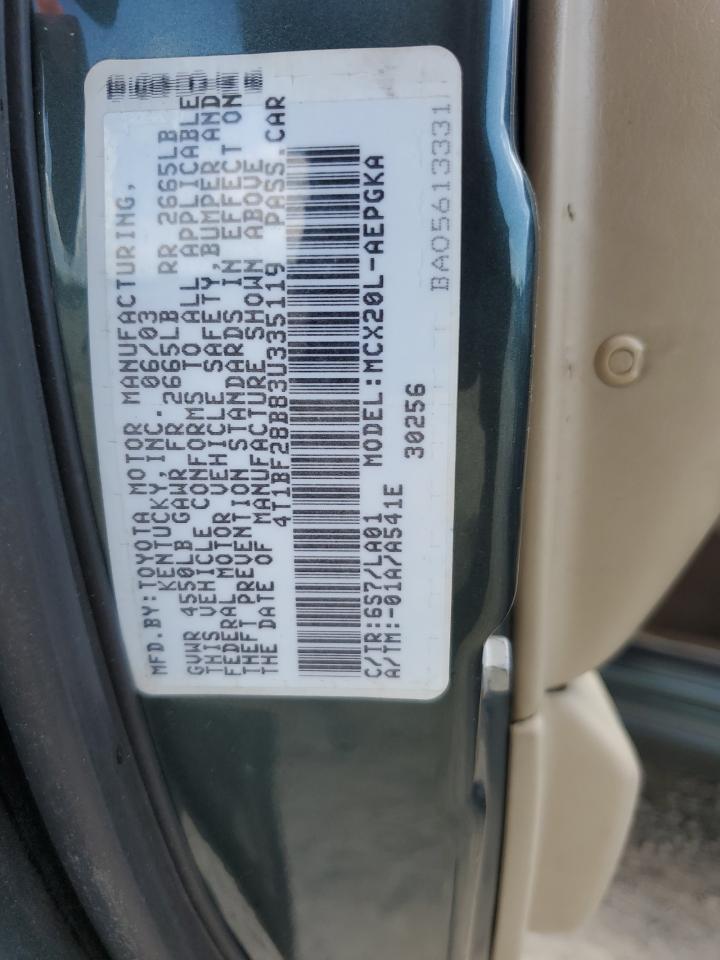 MFD.BY:TOYOTA MOTOR MANUFACTURING,
KENTUCKY,INC. 06/03
GVWR 4550LB GAWR FR 2665LB RR 2665LB
THIS VEHICLE CONFORMS TO ALL APPLICABLE
FEDERAL MOTOR VEHICLE SAFETY,BUMPER AND
THEFT PREVENTION STANDARDS IN EFFECT ON
THE DATE OF MANUFACTURE SHOWN ABOVE.
4T1BF28B83U335119 PASS.CAR
C/TR:6S7/LA01 MODEL:MCX20L-AEPGKA
A/TM:-01A/A541E 30256
BA05613331